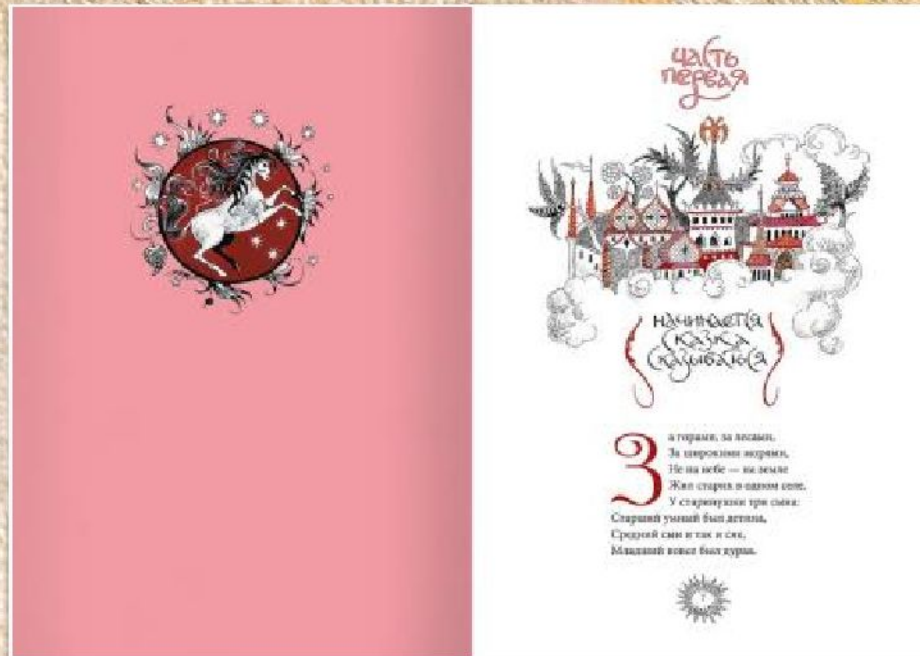 часть
первая
начинается
сказка
сказываться
За горами, за лесами,
За широкими морями,
Не на небе — на земле
Жил старик в одном селе.
У старинушки три сына:
Старший умный был детина,
Средний сын и так и сяк,
Младший вовсе был дурак.